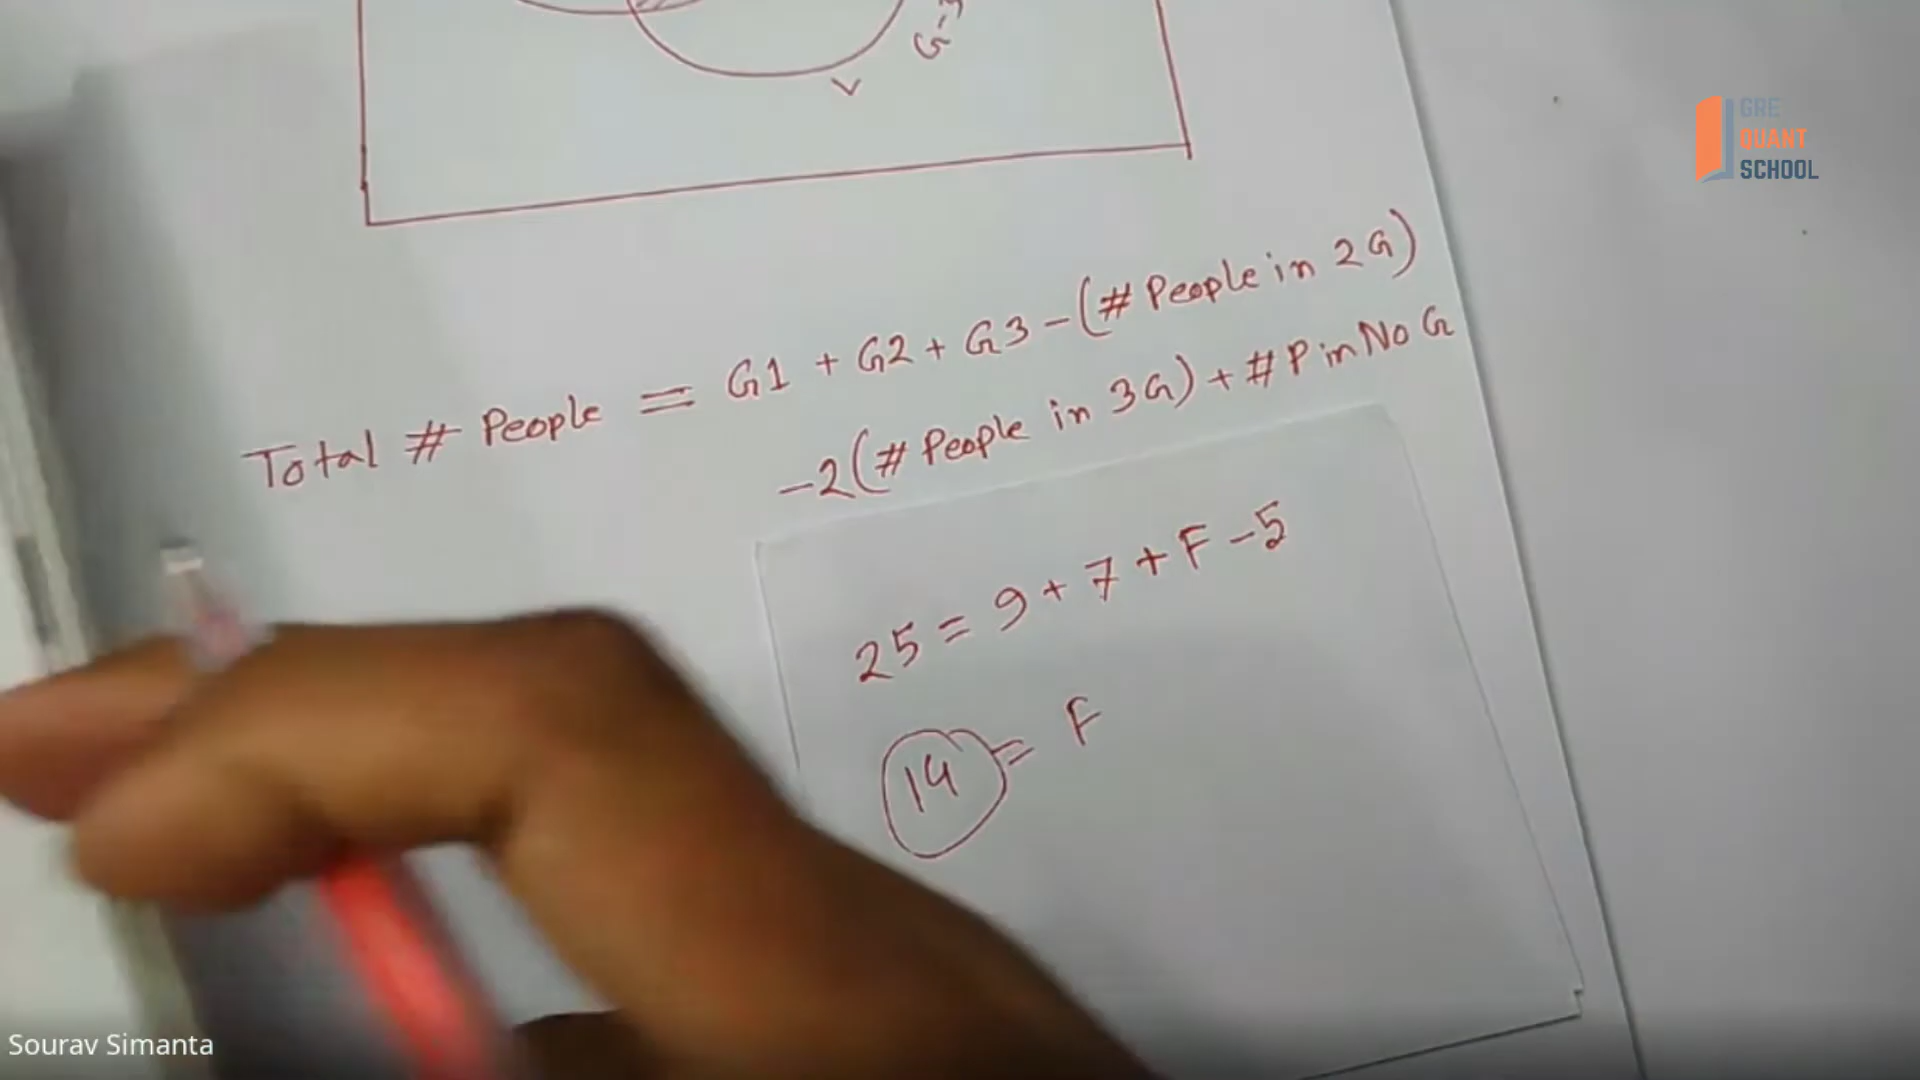 G-3
V
GRE
QUANT
SCHOOL
Total # People = G1 + G2 + G3 - (# People in 2G)
-2(# People in 3G) + # P in No G
25 = 9 + 7 + F - 5
14 = F
Sourav Simanta